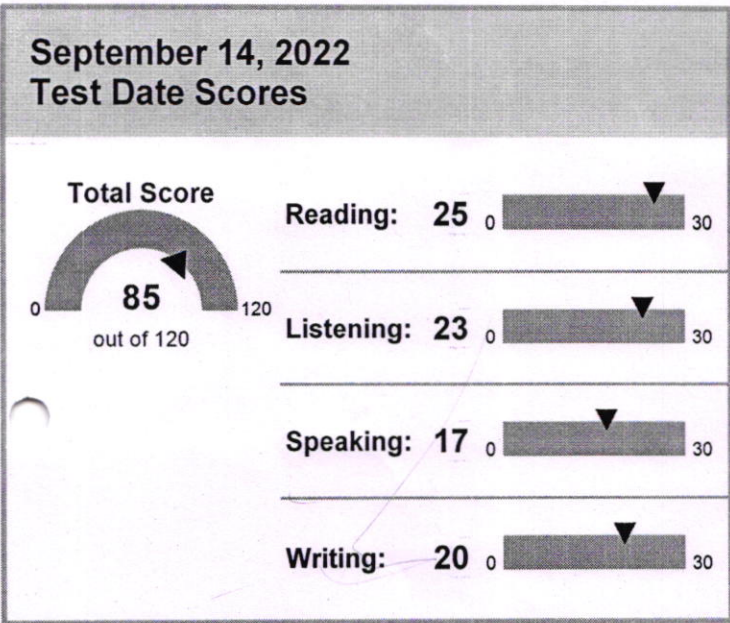 September 14, 2022
Test Date Scores
Total Score
0
85
120
out of 120
Reading: 25 0 30
Listening: 23 0 30
Speaking: 17 0 30
Writing: 20 0 30